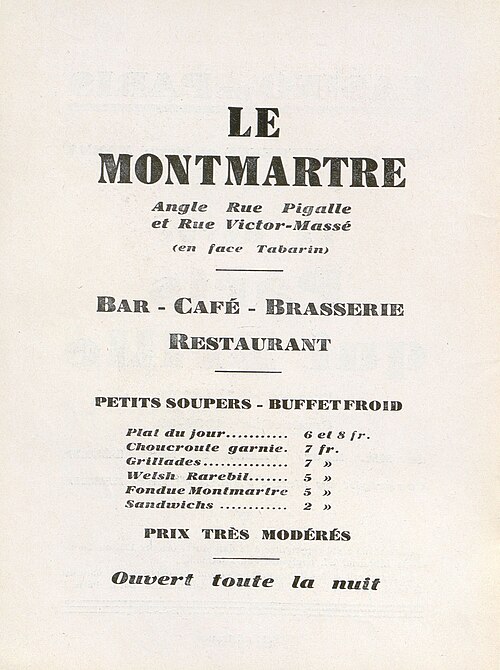 LE
MONTMARTRE
Angle Rue Pigalle
et Rue Victor-Massé
(en face Tabarin)
BAR - CAFÉ - BRASSERIE
RESTAURANT
PETITS SOUPERS - BUFFET FROID
Plat du jour........... 6 et 8 fr.
Choucroute garnie. 7 fr.
Grillades............... 7 »
Welsh Rarebil....... 5 »
Fondue Montmartre 5 »
Sandwichs ............ 2 »
PRIX TRÈS MODÉRÉS
Ouvert toute la nuit